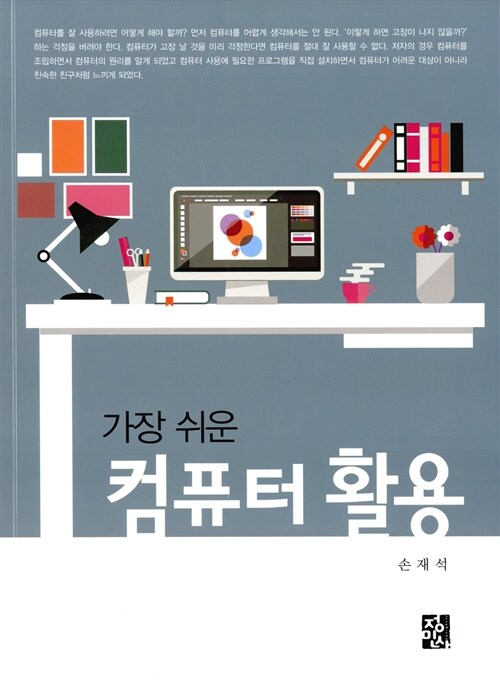 컴퓨터를 잘 사용하려면 어떻게 해야 할까? 먼저 컴퓨터를 어렵게 생각해서는 안 된다. '이렇게 하면 고장이 나지 않을까?'
하는 걱정을 버려야 한다. 컴퓨터가 고장 날 것을 미리 걱정한다면 컴퓨터를 절대 잘 사용할 수 없다. 저자의 경우 컴퓨터를
조립하면서 컴퓨터의 원리를 알게 되었고 컴퓨터 사용에 필요한 프로그램을 직접 설치하면서 컴퓨터가 어려운 대상이 아니라
친숙한 친구처럼 느끼게 되었다.
가장 쉬운
컴퓨터 활용
손재석
정민사